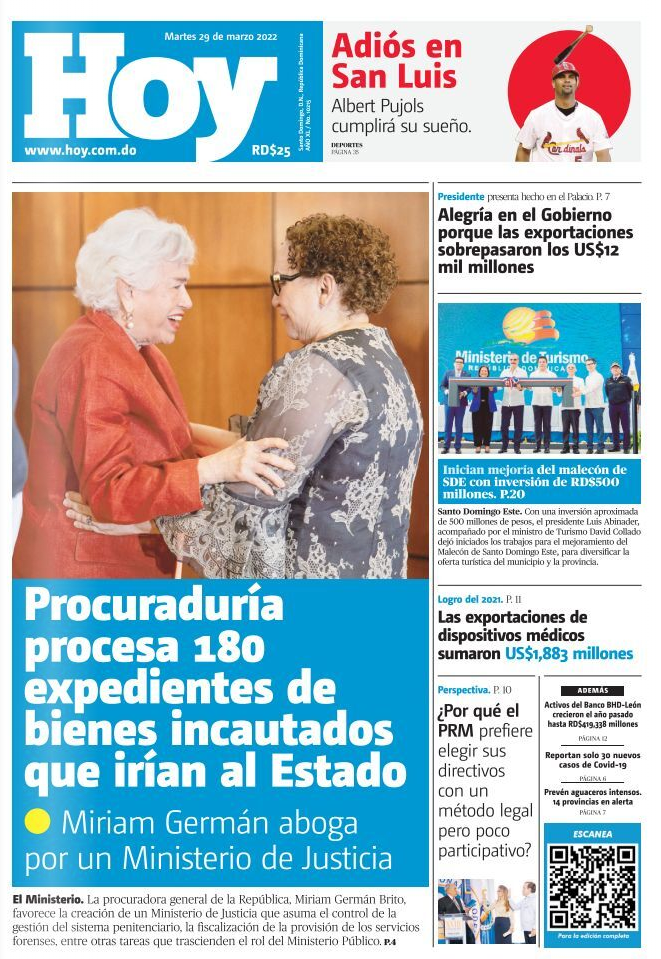 Martes 29 de marzo 2022
Hoy
www.hoy.com.do
RD$25
Santo Domingo, D.N., República Dominicana
Adiós en
San Luis
Albert Pujols
cumplirá su sueño.
DEPORTES
PÁGINA 35
Cardinals
5
Presidente presenta hecho en el Palacio. P. 7
Alegría en el Gobierno
porque las exportaciones
sobrepasaron los US$12
mil millones
Ministerio de Turismo
REPÚBLICA DOMINICANA
Inician mejoría del malecón de
SDE con inversión de RD$500
millones. P.20
Santo Domingo Este. Con una inversión aproximada
de 500 millones de pesos, el presidente Luis Abinader,
acompañado por el ministro de Turismo David Collado
dejó iniciados los trabajos para el mejoramiento del
Malecón de Santo Domingo Este, para diversificar la
oferta turística del municipio y la provincia.
Procuraduría
procesa 180
expedientes de
bienes incautados
que irían al Estado
Miriam Germán aboga
por un Ministerio de Justicia
El Ministerio. La procuradora general de la República, Miriam Germán Brito,
favorece la creación de un Ministerio de Justicia que asuma el control de la
gestión del sistema penitenciario, la fiscalización de la provisión de los servicios
forenses, entre otras tareas que trascienden el rol del Ministerio Público. P.4
Logro del 2021. P. 11
Las exportaciones de
dispositivos médicos
sumaron US$1,883 millones
Perspectiva. P. 10
¿Por qué el
PRM prefiere
elegir sus
directivos
con un
método legal
pero poco
participativo?
ADEMÁS
Activos del Banco BHD-León
crecieron el año pasado
hasta RD$419,338 millones
PÁGINA 12
Reportan solo 30 nuevos
casos de Covid-19
PÁGINA 6
Prevén aguaceros intensos.
14 provincias en alerta
PÁGINA 7
ESCANEA
Para la edición completa